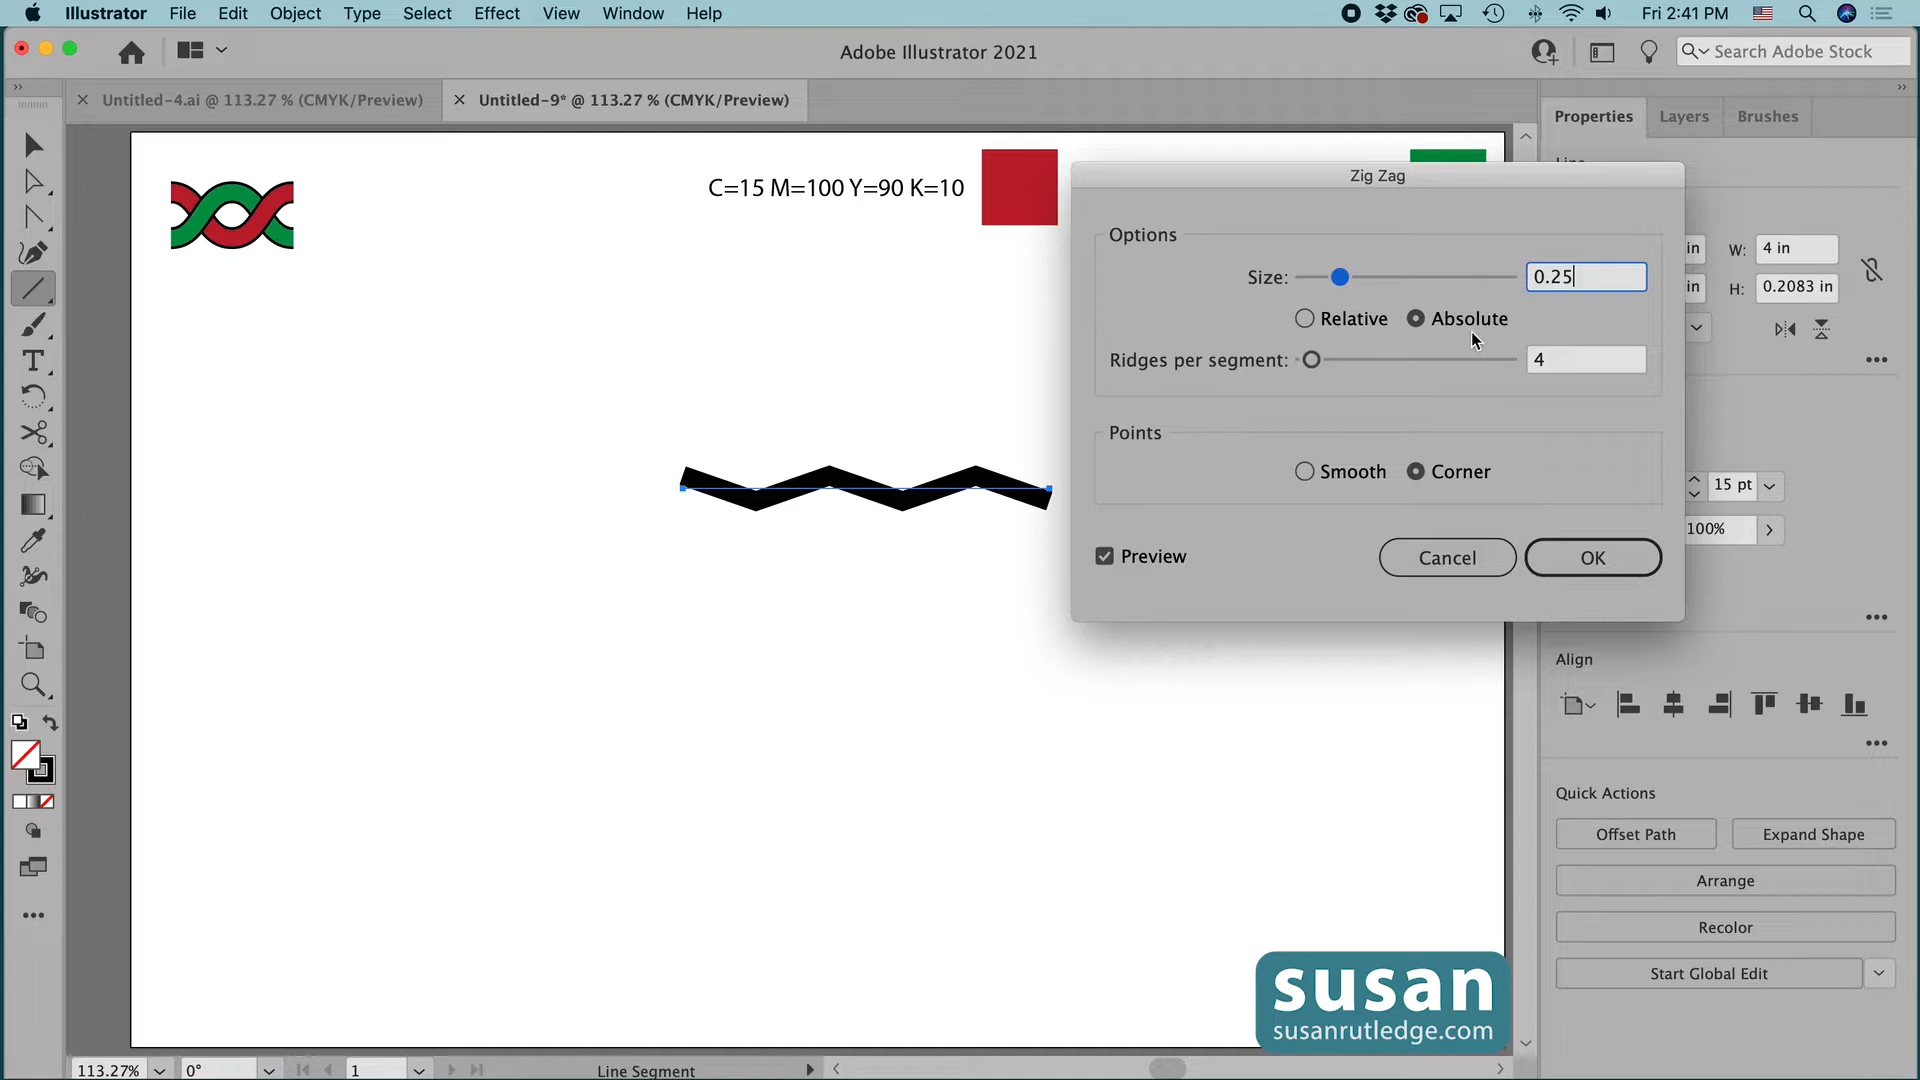 Illustrator File Edit Object Type Select Effect View Window Help
Fri 2:41 PM
Adobe Illustrator 2021
Search Adobe Stock
Untitled-4.ai @ 113.27 % (CMYK/Preview)
Untitled-9* @ 113.27 % (CMYK/Preview)
Properties Layers Brushes
C=15 M=100 Y=90 K=10
Zig Zag
Options
Size: 0.25
Relative Absolute
Ridges per segment: 4
Points
Smooth Corner
Preview
Cancel OK
in W: 4 in
in H: 0.2083 in
15 pt
100%
Align
Quick Actions
Offset Path Expand Shape
Arrange
Recolor
Start Global Edit
susan
susanrutledge.com
113.27% 0° 1 Line Segment